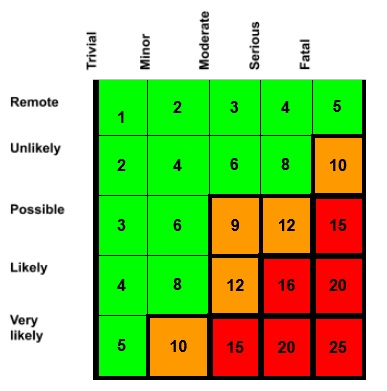 Trivial Minor Moderate Serious Fatal
Remote 1 2 3 4 5
Unlikely 2 4 6 8 10
Possible 3 6 9 12 15
Likely 4 8 12 16 20
Very
likely 5 10 15 20 25